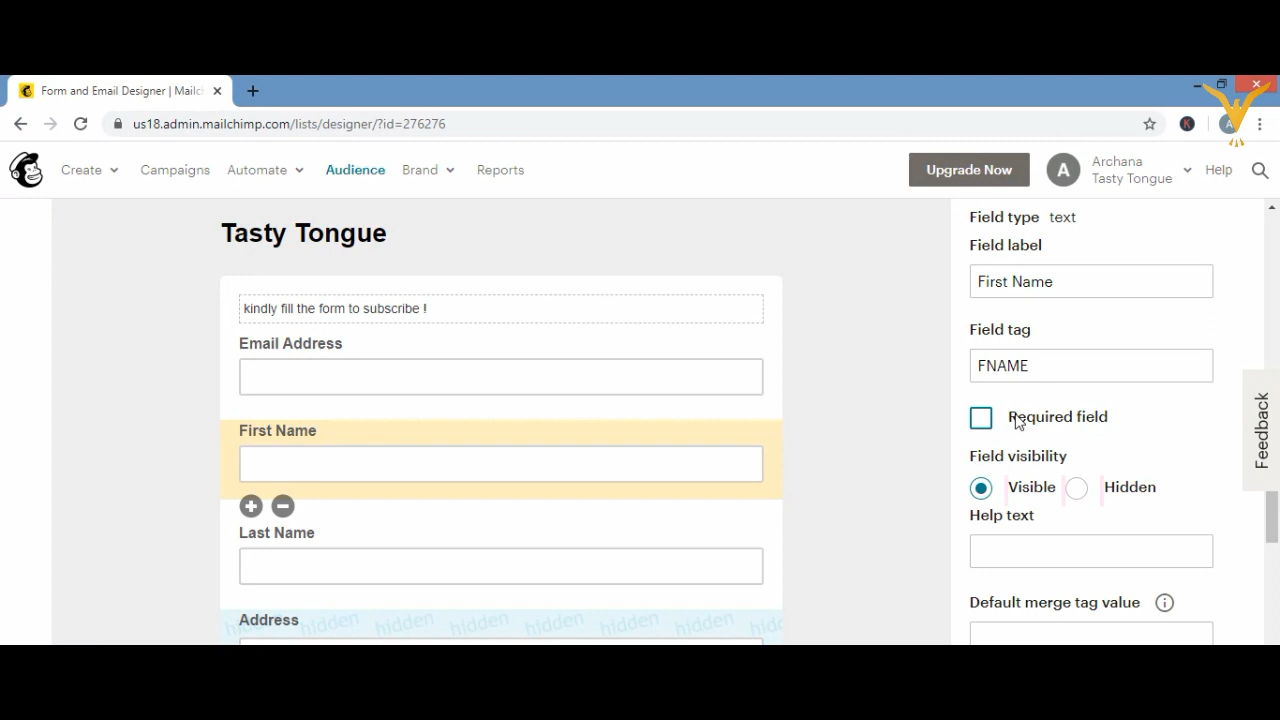 Form and Email Designer | Mailc
us18.admin.mailchimp.com/lists/designer/?id=276276
K
A
Create
Campaigns
Automate
Audience
Brand
Reports
Upgrade Now
A
Archana
Tasty Tongue
Help
Tasty Tongue
kindly fill the form to subscribe !
Email Address
First Name
Last Name
hidden hidden hidden hidden hidden hidden
Address
Field type text
Field label
First Name
Field tag
FNAME
Required field
Field visibility
Visible
Hidden
Help text
Default merge tag value
Feedback